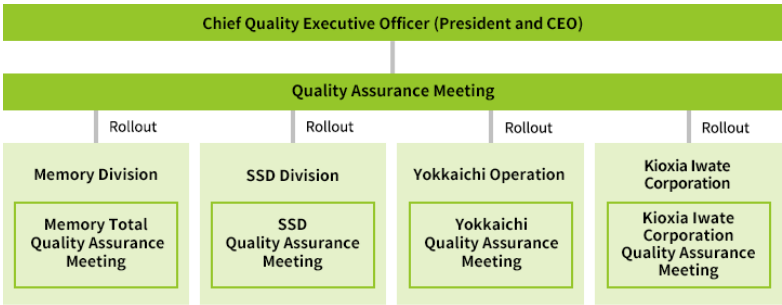 Chief Quality Executive Officer (President and CEO)
Quality Assurance Meeting
Rollout
Rollout
Rollout
Rollout
Memory Division
Memory Total
Quality Assurance
Meeting
SSD Division
SSD
Quality Assurance
Meeting
Yokkaichi Operation
Yokkaichi
Quality Assurance
Meeting
Kioxia Iwate
Corporation
Kioxia Iwate
Corporation
Quality Assurance
Meeting